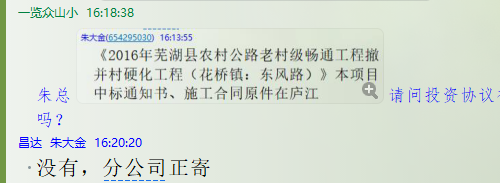 一览众山小 16:18:38
朱大金(654295030) 16:13:55
《2016年芜湖县农村公路老村级畅通工程撤
并村硬化工程（花桥镇：东风路）》本项目
中标通知书、施工合同原件在庐江
朱总 请问投资协议
吗？
昌达 朱大金 16:20:20
没有，分公司正寄